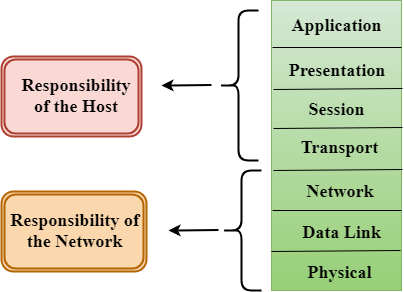 Application
Presentation
Session
Transport
Responsibility
of the Host
Network
Data Link
Physical
Responsibility of
the Network